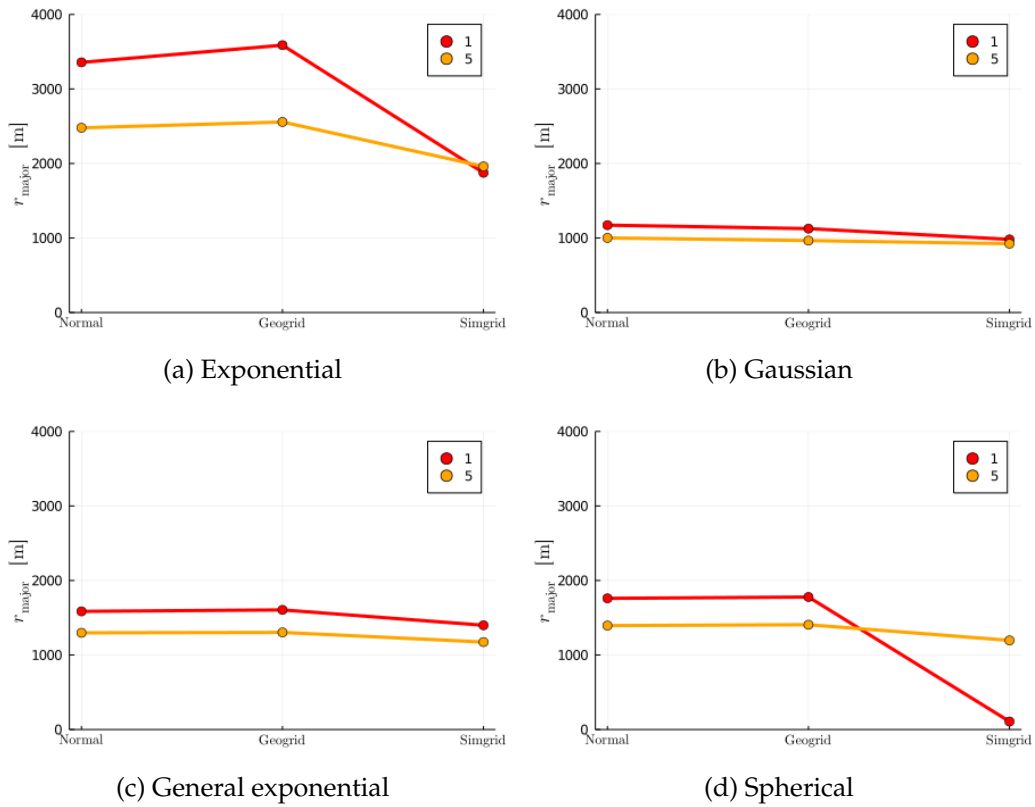 4000
3000
2000
1000
0
r major [m]
Normal
Geogrid
Simgrid
1
5
(a) Exponential
4000
3000
2000
1000
0
r major [m]
Normal
Geogrid
Simgrid
1
5
(b) Gaussian
4000
3000
2000
1000
0
r major [m]
Normal
Geogrid
Simgrid
1
5
(c) General exponential
4000
3000
2000
1000
0
r major [m]
Normal
Geogrid
Simgrid
1
5
(d) Spherical